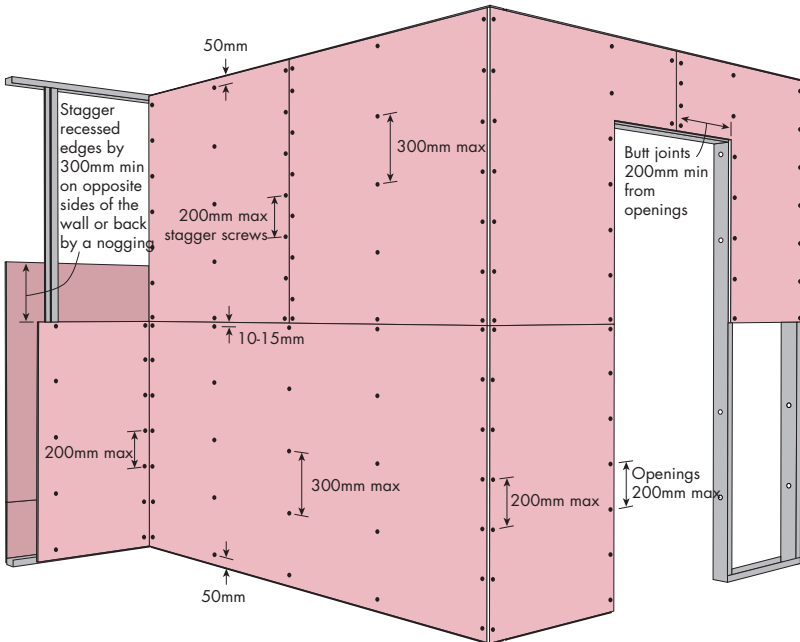 50mm
Stagger
recessed
edges by
300mm min
on opposite
sides of the
wall or back
by a nogging
300mm max
Butt joints
200mm min
from
openings
200mm max
stagger screws
10-15mm
200mm max
300mm max
200mm max
Openings
200mm max
50mm